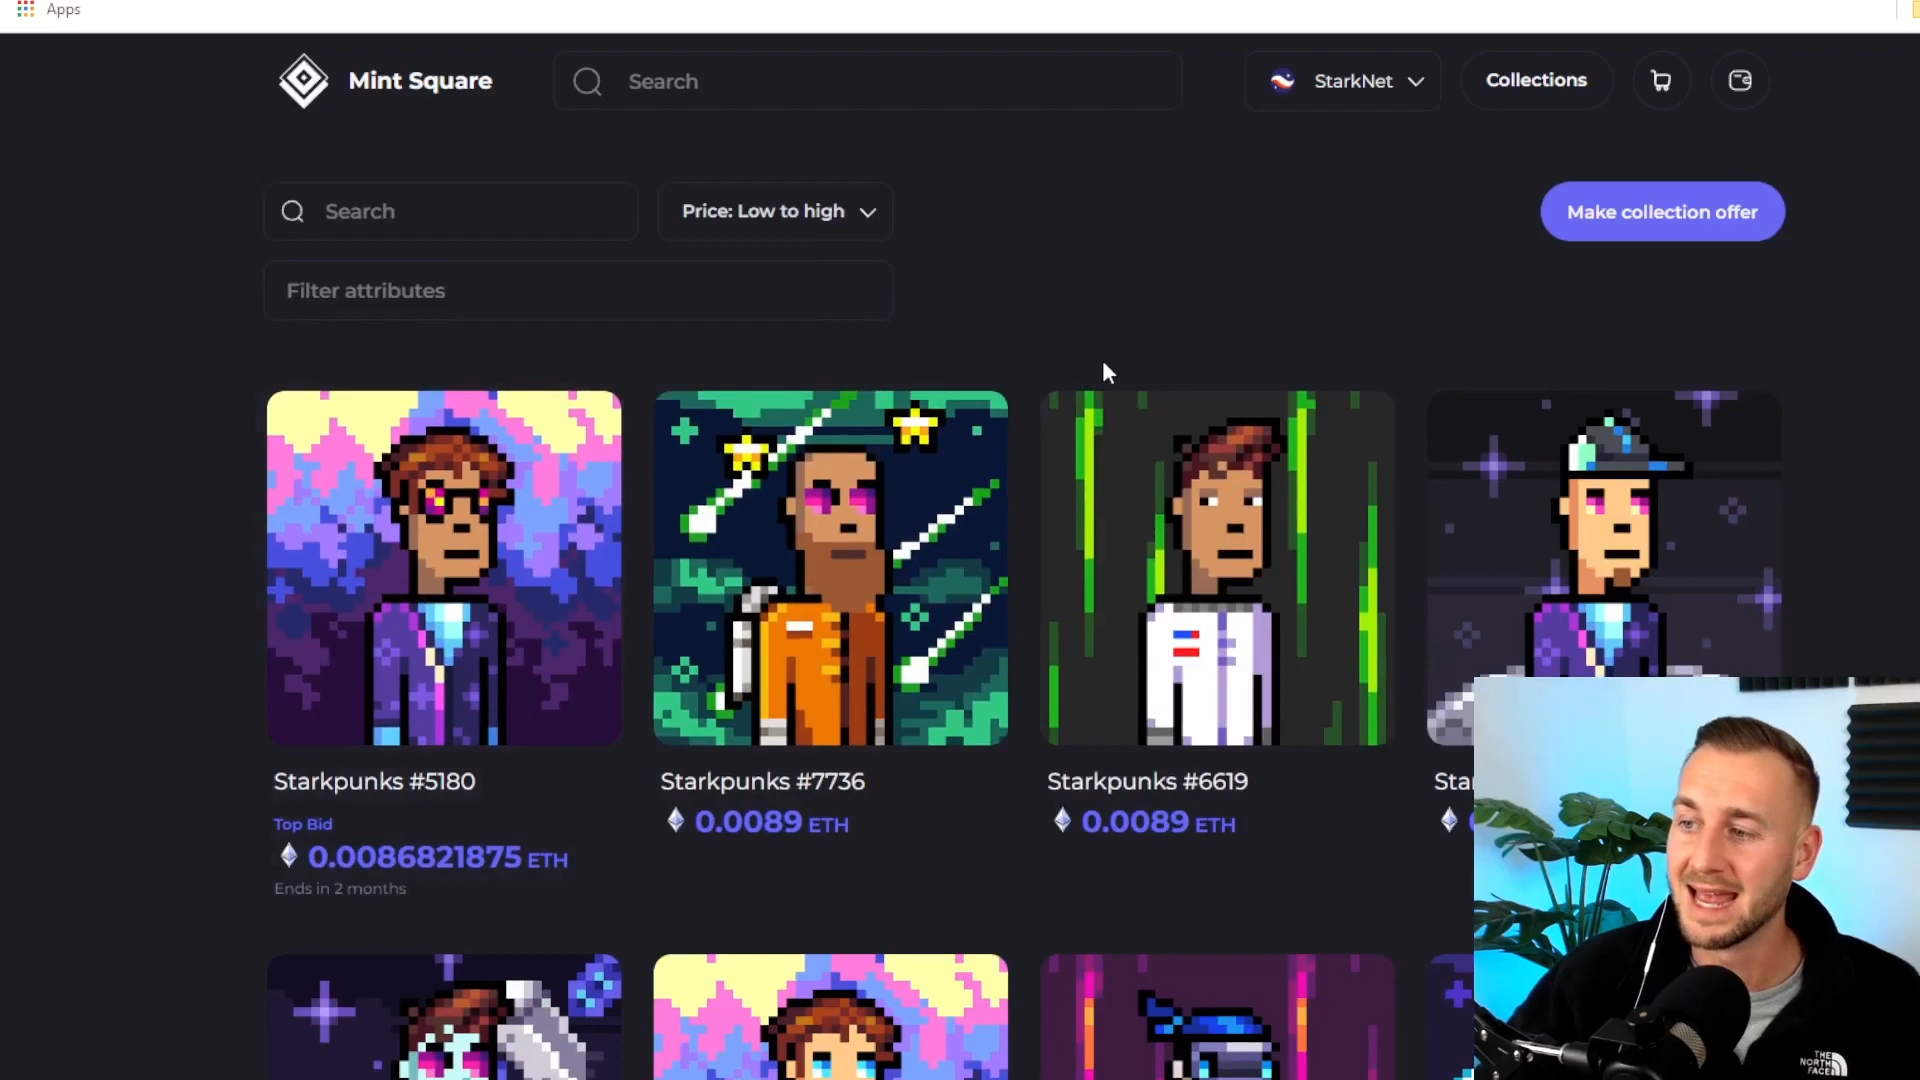 Apps
Mint Square
Search
StarkNet
Collections
Search
Price: Low to high
Make collection offer
Filter attributes
Starkpunks #5180
Starkpunks #7736
Starkpunks #6619
Top Bid
0.0086821875 ETH
0.0089 ETH
0.0089 ETH
Ends in 2 months
THE
NORTH
FACE